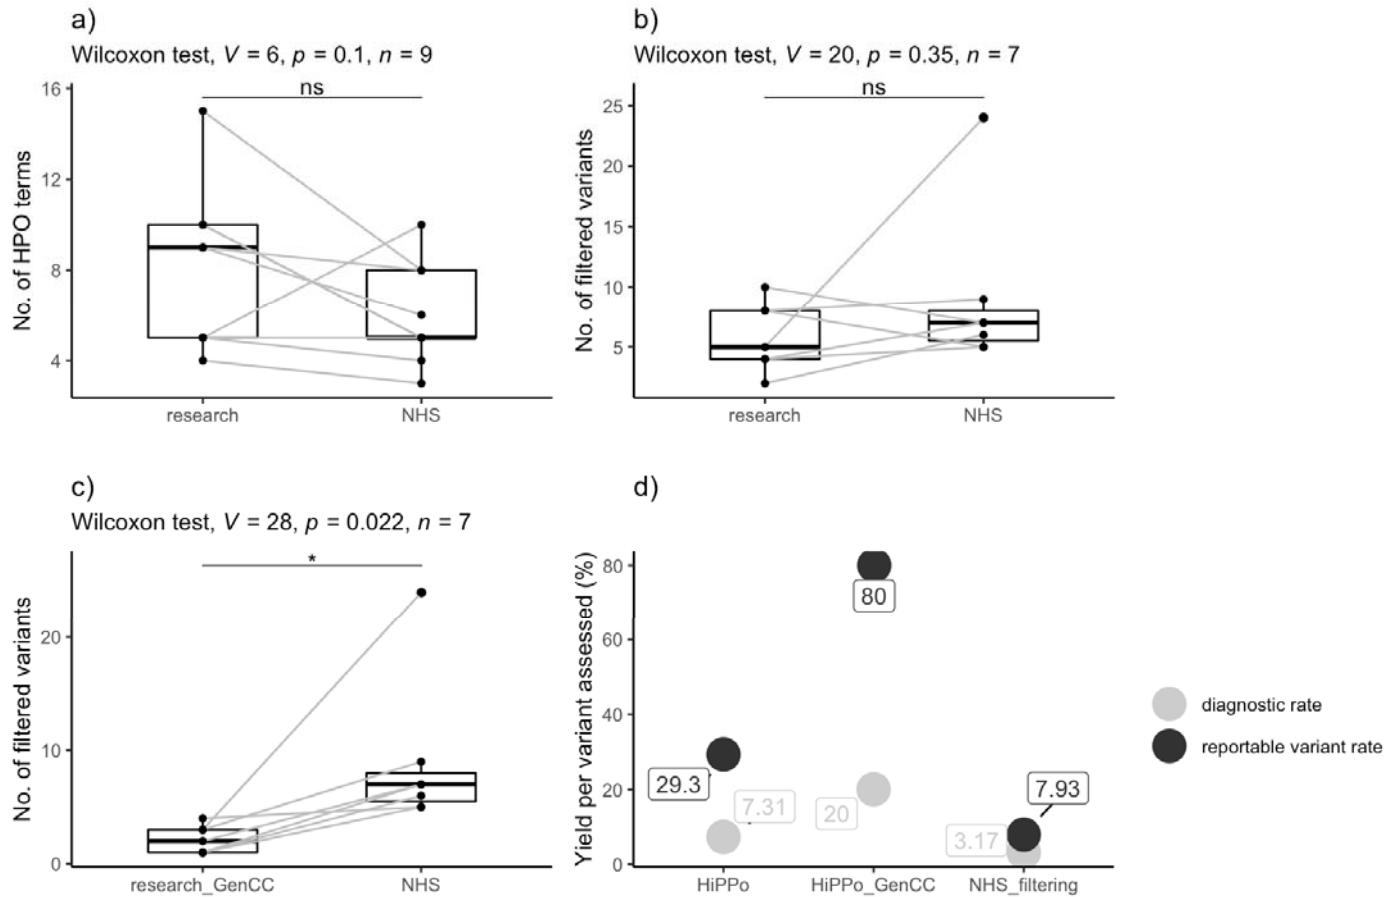 a)
Wilcoxon test, V = 6, p = 0.1, n = 9
ns
No. of HPO terms
16
12
8
4
research
NHS
b)
Wilcoxon test, V = 20, p = 0.35, n = 7
ns
No. of filtered variants
25
20
15
10
5
research
NHS
c)
Wilcoxon test, V = 28, p = 0.022, n = 7
*
No. of filtered variants
20
10
0
research_GenCC
NHS
d)
Yield per variant assessed (%)
80
60
40
20
0
80
29.3
7.31
20
7.93
3.17
HiPPo
HiPPo_GenCC
NHS_filtering
diagnostic rate
reportable variant rate